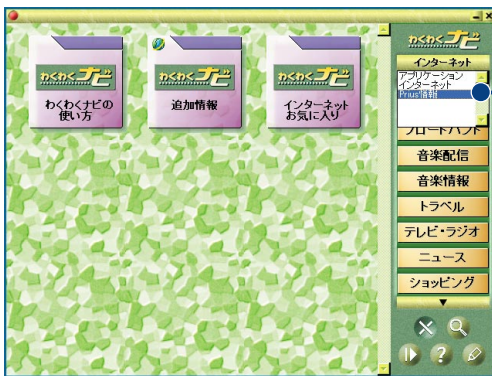 わくわくナビ
わくわくナビの
使い方
わくわくナビ
追加情報
わくわくナビ
インターネット
お気に入り
わくわくナビ
インターネット
アプリケーション
インターネット
Prius情報
ブロードバンド
音楽配信
音楽情報
トラベル
テレビ・ラジオ
ニュース
ショッピング